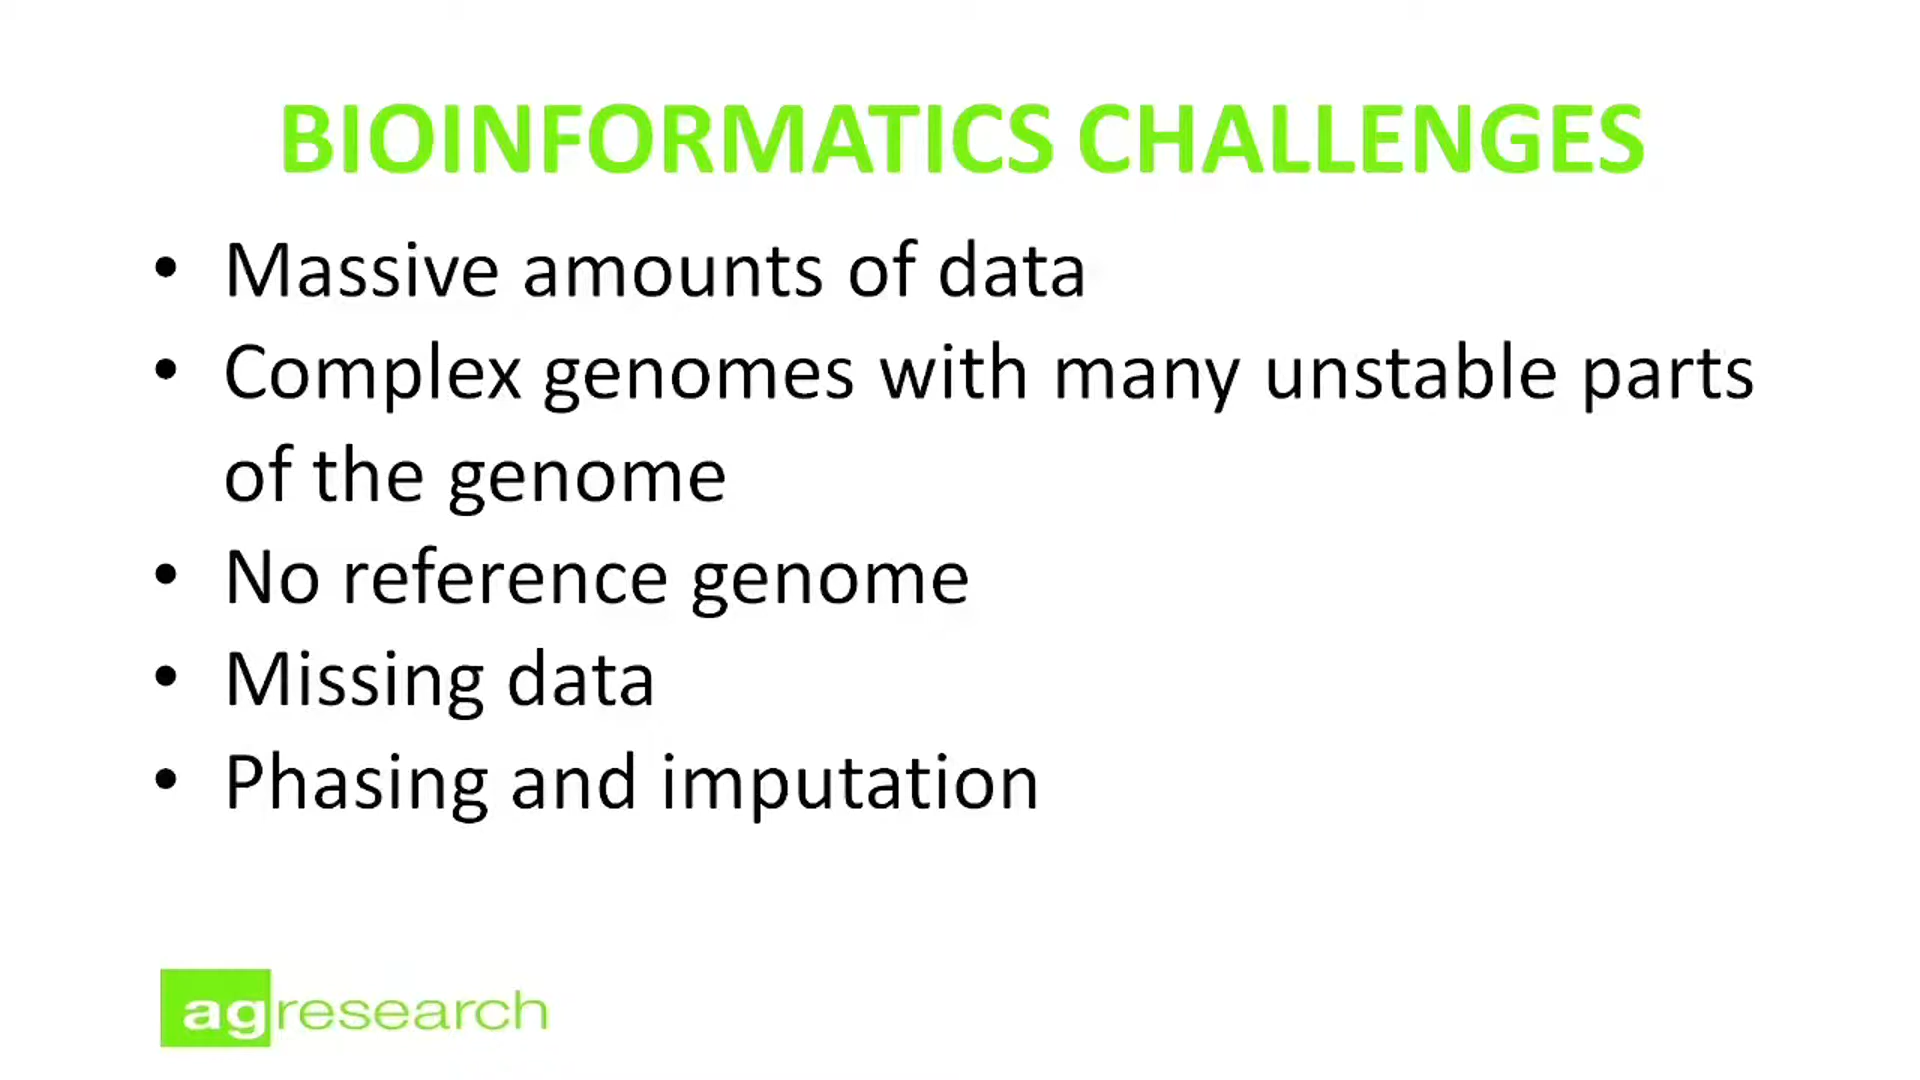 BIOINFORMATICS CHALLENGES
• Massive amounts of data
• Complex genomes with many unstable parts
of the genome
• No reference genome
• Missing data
• Phasing and imputation
agresearch